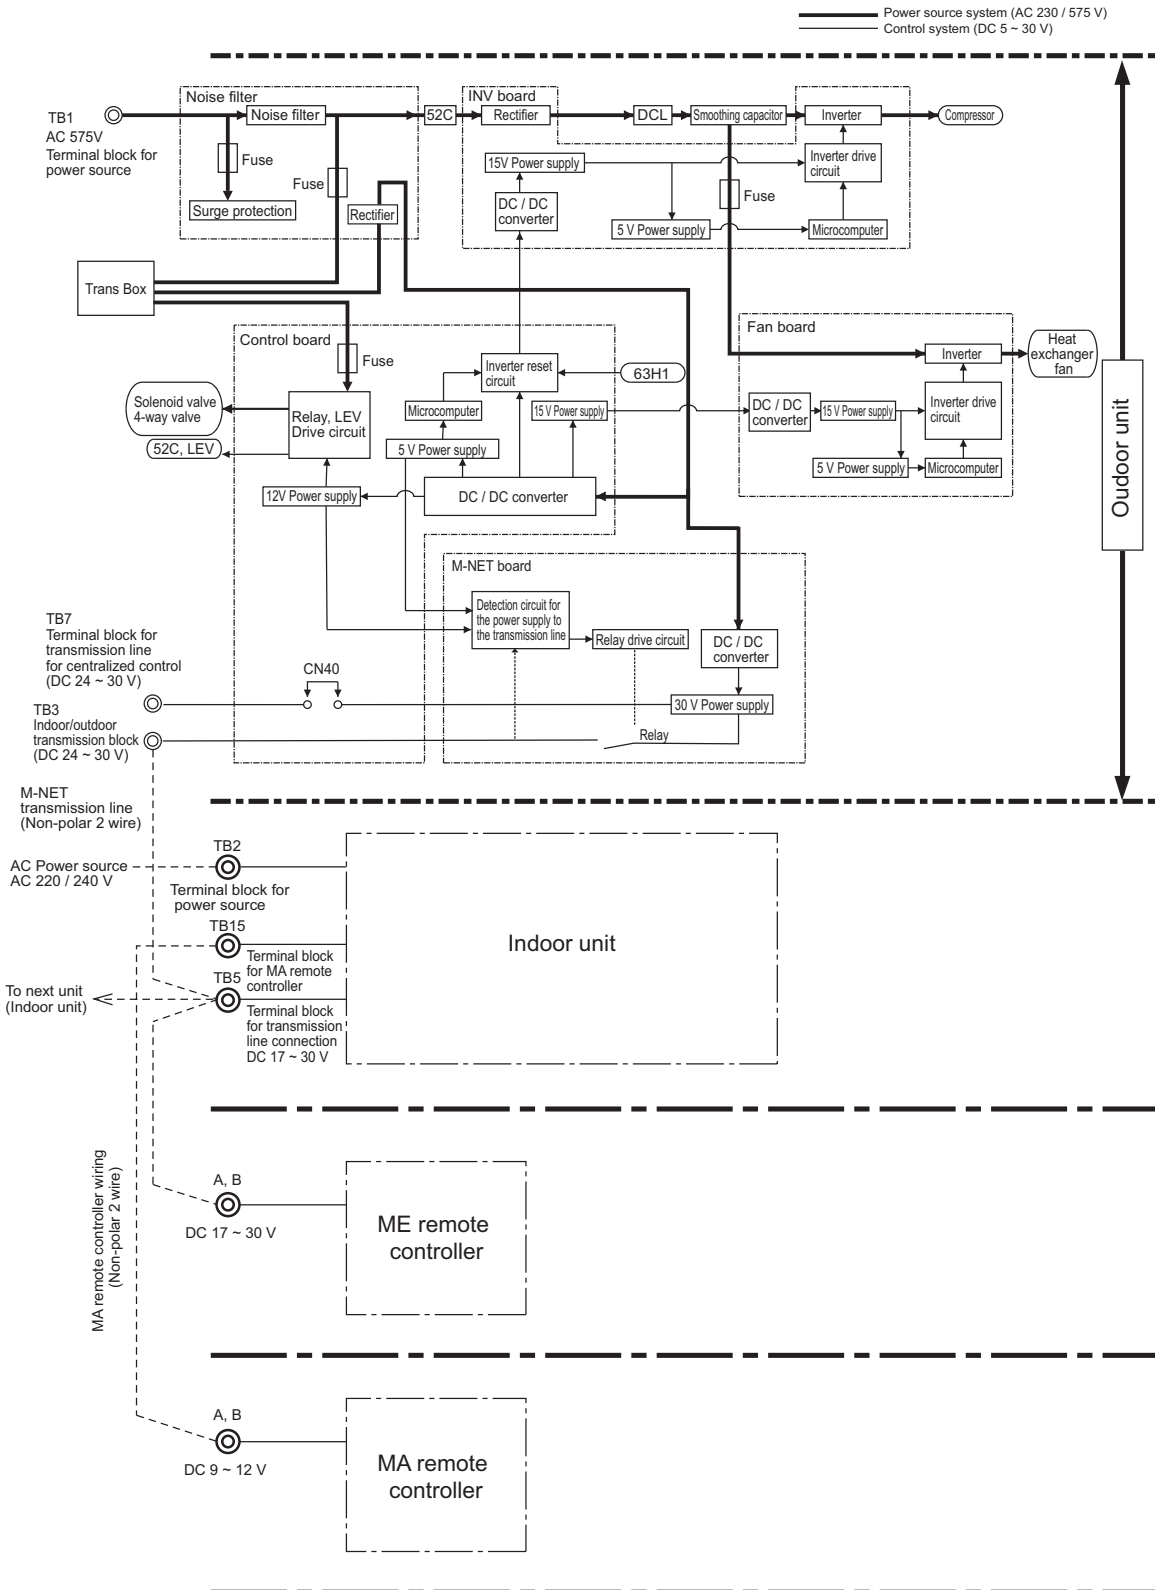 Power source system (AC 230 / 575 V)
Control system (DC 5 ~ 30 V)
Noise filter
INV board
TB1
AC 575V
Terminal block for
power source
Noise filter
52C
Rectifier
DCL
Smoothing capacitor
Inverter
Compressor
Fuse
Fuse
Surge protection
Rectifier
15V Power supply
DC / DC
converter
5 V Power supply
Fuse
Inverter drive
circuit
Microcomputer
Trans Box
Control board
Fuse
Inverter reset
circuit
63H1
Fan board
Inverter
Heat
exchanger
fan
Solenoid valve
4-way valve
52C, LEV
Relay, LEV
Drive circuit
Microcomputer
15 V Power supply
5 V Power supply
12V Power supply
DC / DC converter
DC / DC
converter
15 V Power supply
Inverter drive
circuit
5 V Power supply
Microcomputer
Oudoor unit
M-NET board
Detection circuit for
the power supply to
the transmission line
Relay drive circuit
DC / DC
converter
30 V Power supply
Relay
TB7
Terminal block for
transmission line
for centralized control
(DC 24 ~ 30 V)
CN40
TB3
Indoor/outdoor
transmission block
(DC 24 ~ 30 V)
M-NET
transmission line
(Non-polar 2 wire)
AC Power source
AC 220 / 240 V
TB2
Terminal block for
power source
TB15
Terminal block
for MA remote
controller
TB5
Terminal block
for transmission
line connection
DC 17 ~ 30 V
To next unit
(Indoor unit)
Indoor unit
MA remote controller wiring
(Non-polar 2 wire)
A, B
DC 17 ~ 30 V
ME remote
controller
A, B
DC 9 ~ 12 V
MA remote
controller